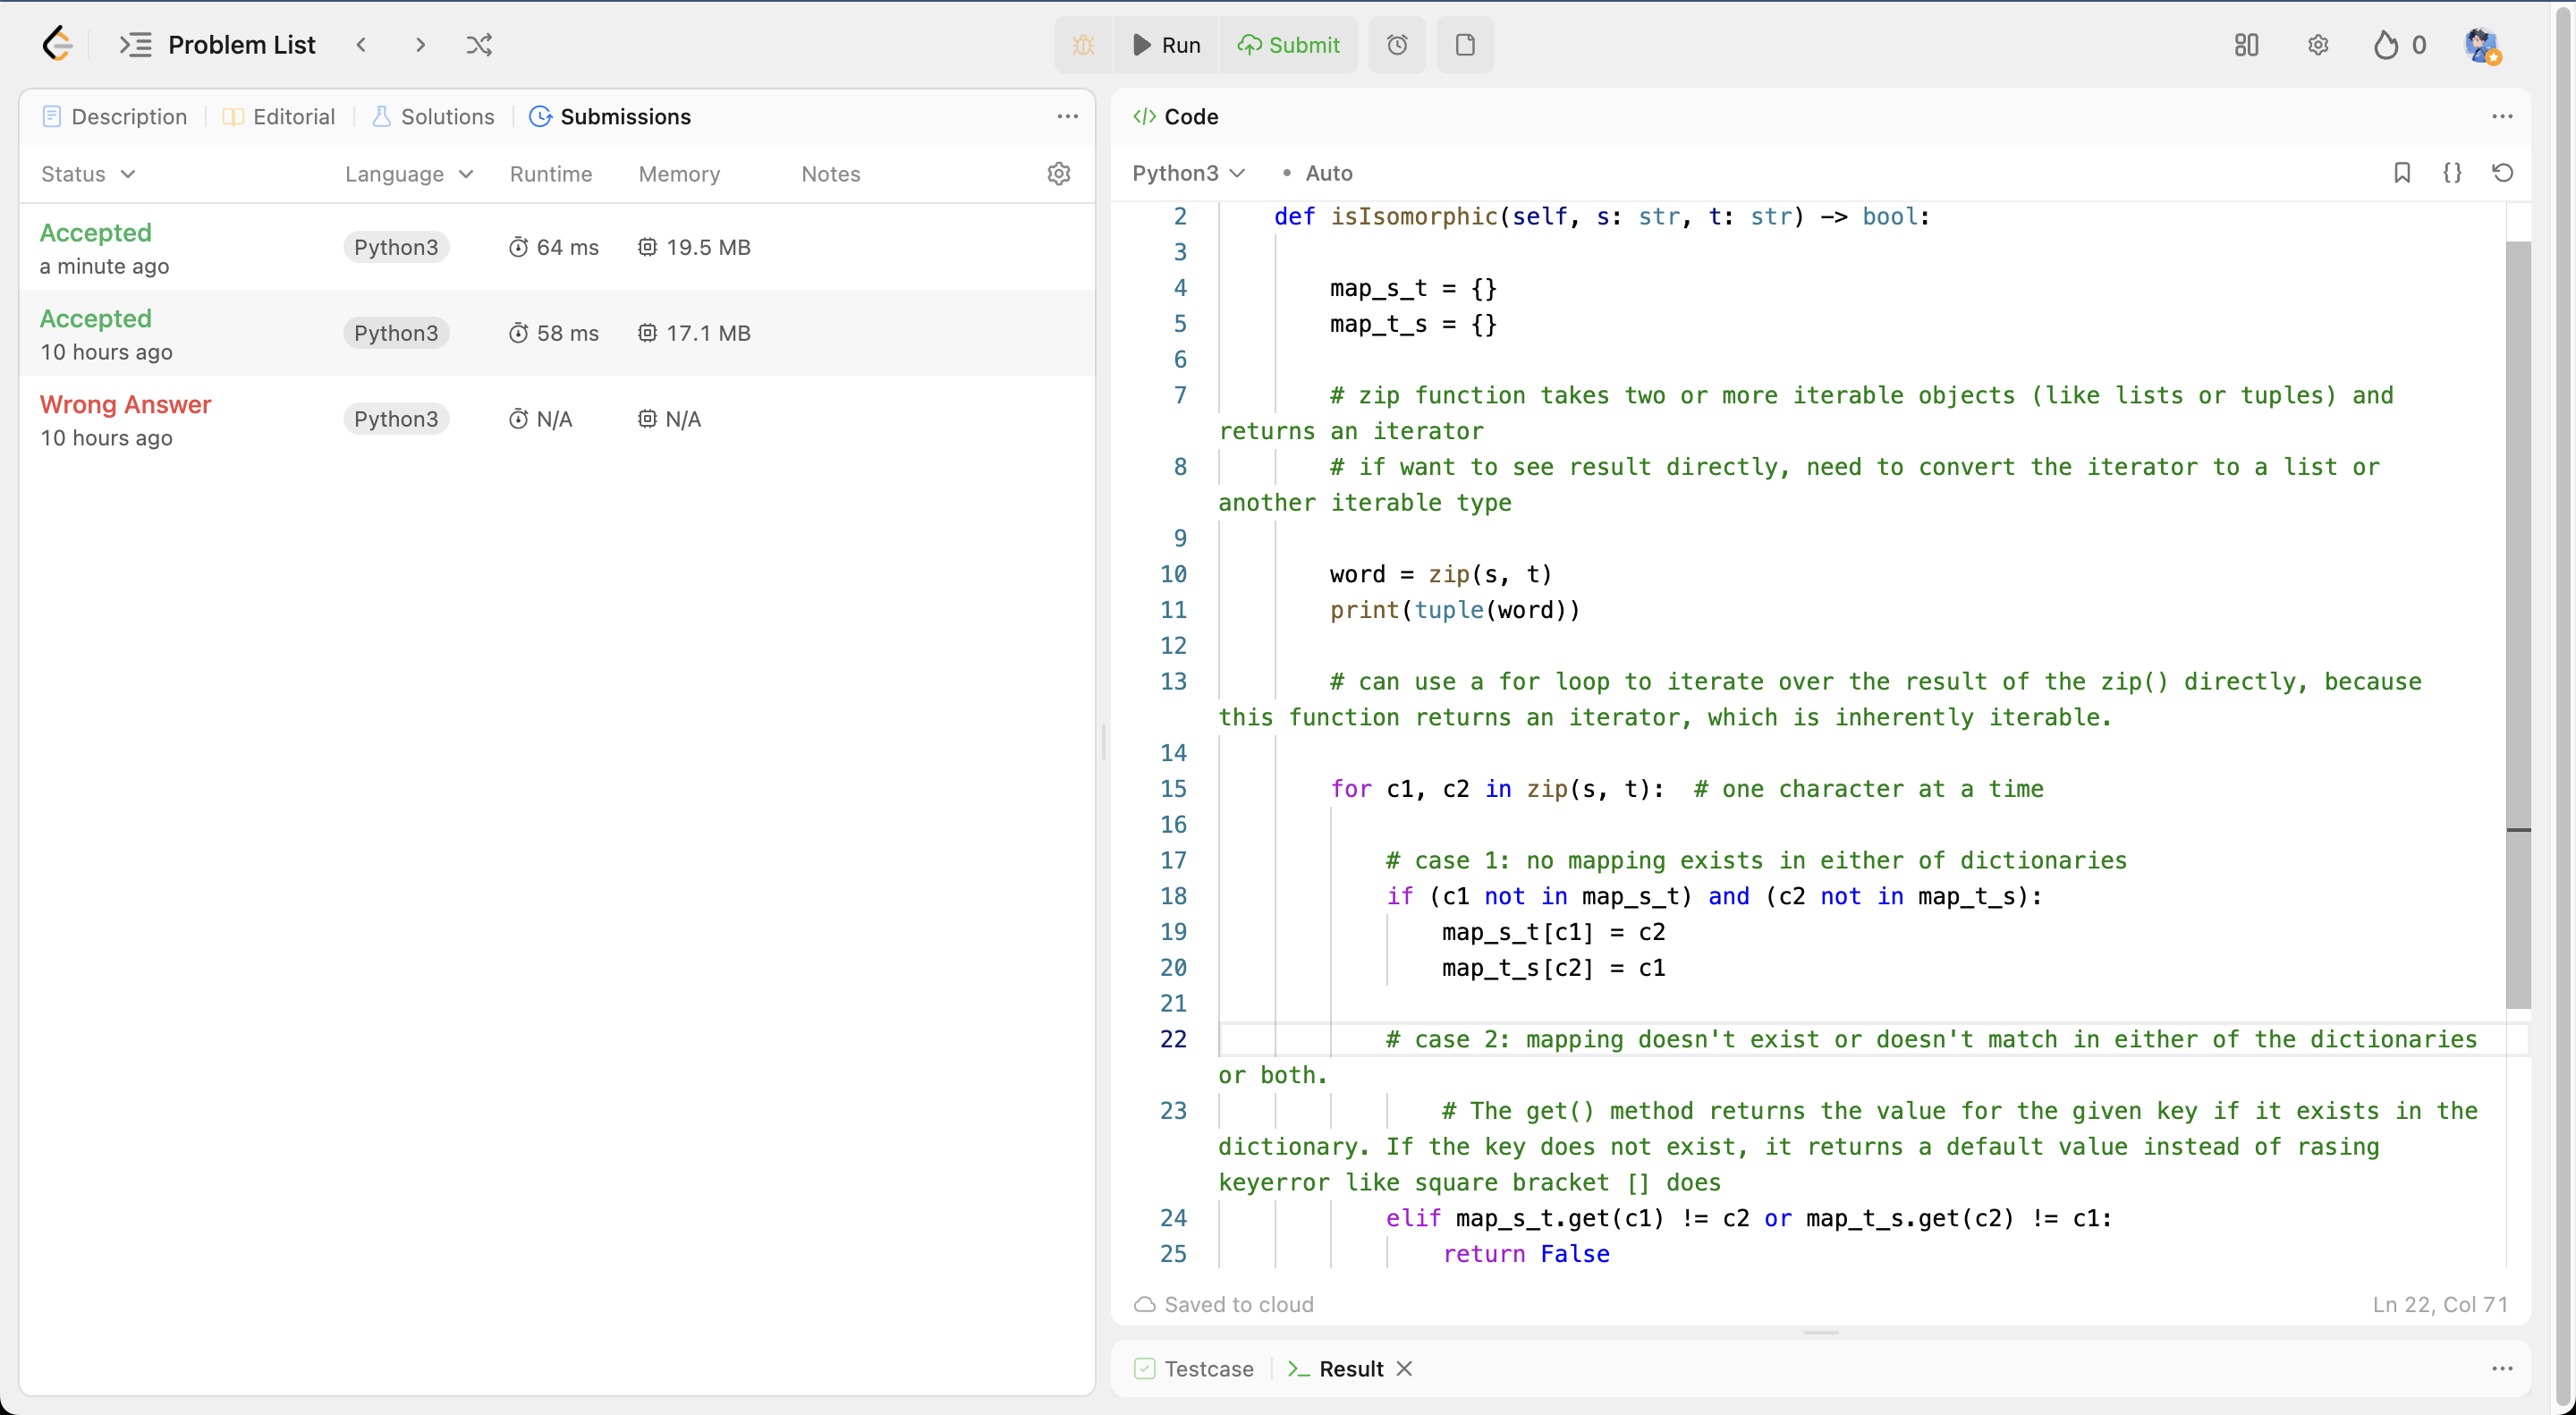 Problem List
Run
Submit
0
Description
Editorial
Solutions
Submissions
Status
Language
Runtime
Memory
Notes
Accepted
a minute ago
Python3
64 ms
19.5 MB
Accepted
10 hours ago
Python3
58 ms
17.1 MB
Wrong Answer
10 hours ago
Python3
N/A
N/A
</> Code
Python3
• Auto
2 def isIsomorphic(self, s: str, t: str) -> bool:
3
4 map_s_t = {}
5 map_t_s = {}
6
7 # zip function takes two or more iterable objects (like lists or tuples) and
returns an iterator
8 # if want to see result directly, need to convert the iterator to a list or
another iterable type
9
10 word = zip(s, t)
11 print(tuple(word))
12
13 # can use a for loop to iterate over the result of the zip() directly, because
this function returns an iterator, which is inherently iterable.
14
15 for c1, c2 in zip(s, t):  # one character at a time
16
17 # case 1: no mapping exists in either of dictionaries
18 if (c1 not in map_s_t) and (c2 not in map_t_s):
19 map_s_t[c1] = c2
20 map_t_s[c2] = c1
21
22 # case 2: mapping doesn't exist or doesn't match in either of the dictionaries
or both.
23 # The get() method returns the value for the given key if it exists in the
dictionary. If the key does not exist, it returns a default value instead of rasing
keyerror like square bracket [] does
24 elif map_s_t.get(c1) != c2 or map_t_s.get(c2) != c1:
25 return False
Saved to cloud
Ln 22, Col 71
Testcase
>_ Result